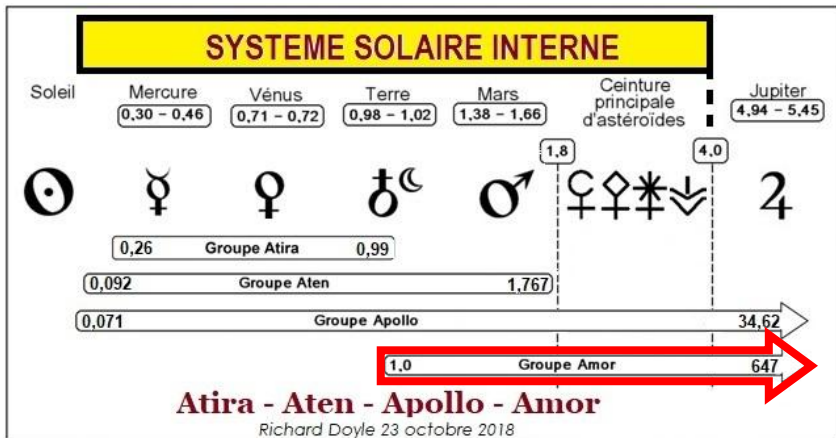 SYSTEME SOLAIRE INTERNE
Soleil
Mercure
0,30 – 0,46
Vénus
0,71 – 0,72
Terre
0,98 – 1,02
Mars
1,38 – 1,66
Ceinture
principale
d'astéroïdes
Jupiter
4,94 – 5,45
1,8
4,0
0,26 Groupe Atira 0,99
0,092 Groupe Aten 1,767
0,071 Groupe Apollo 34,62
1,0 Groupe Amor 647
Atira - Aten - Apollo - Amor
Richard Doyle 23 octobre 2018